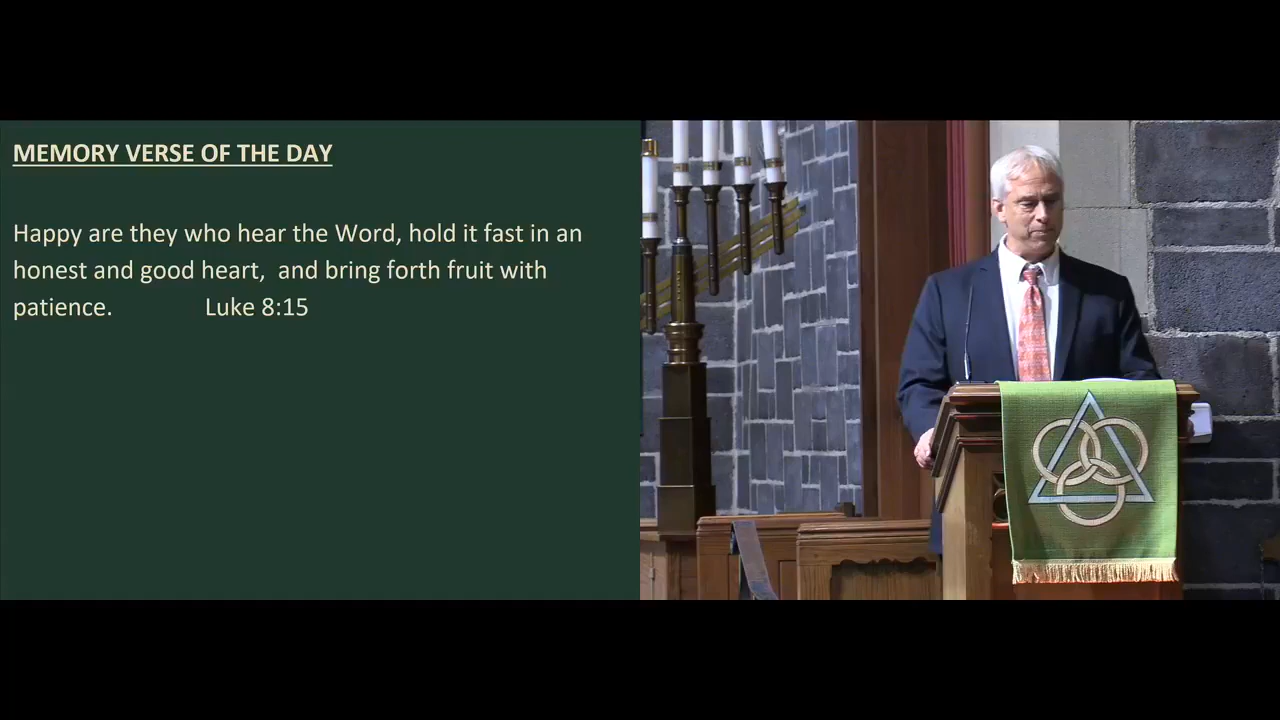 MEMORY VERSE OF THE DAY
Happy are they who hear the Word, hold it fast in an
honest and good heart,  and bring forth fruit with
patience. Luke 8:15